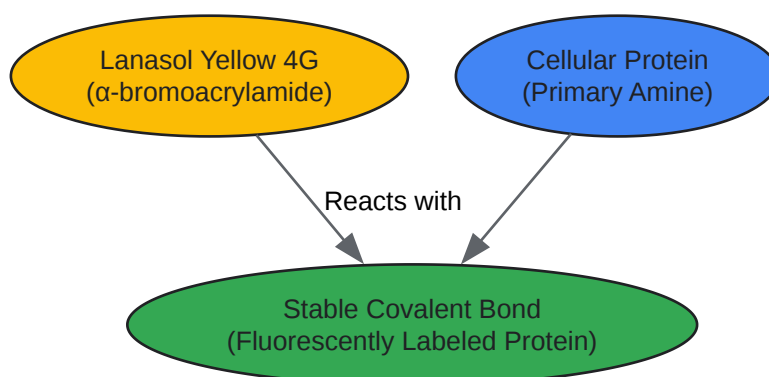 Lanasol Yellow 4G
(α-bromoacrylamide)
Cellular Protein
(Primary Amine)
Reacts with
Stable Covalent Bond
(Fluorescently Labeled Protein)